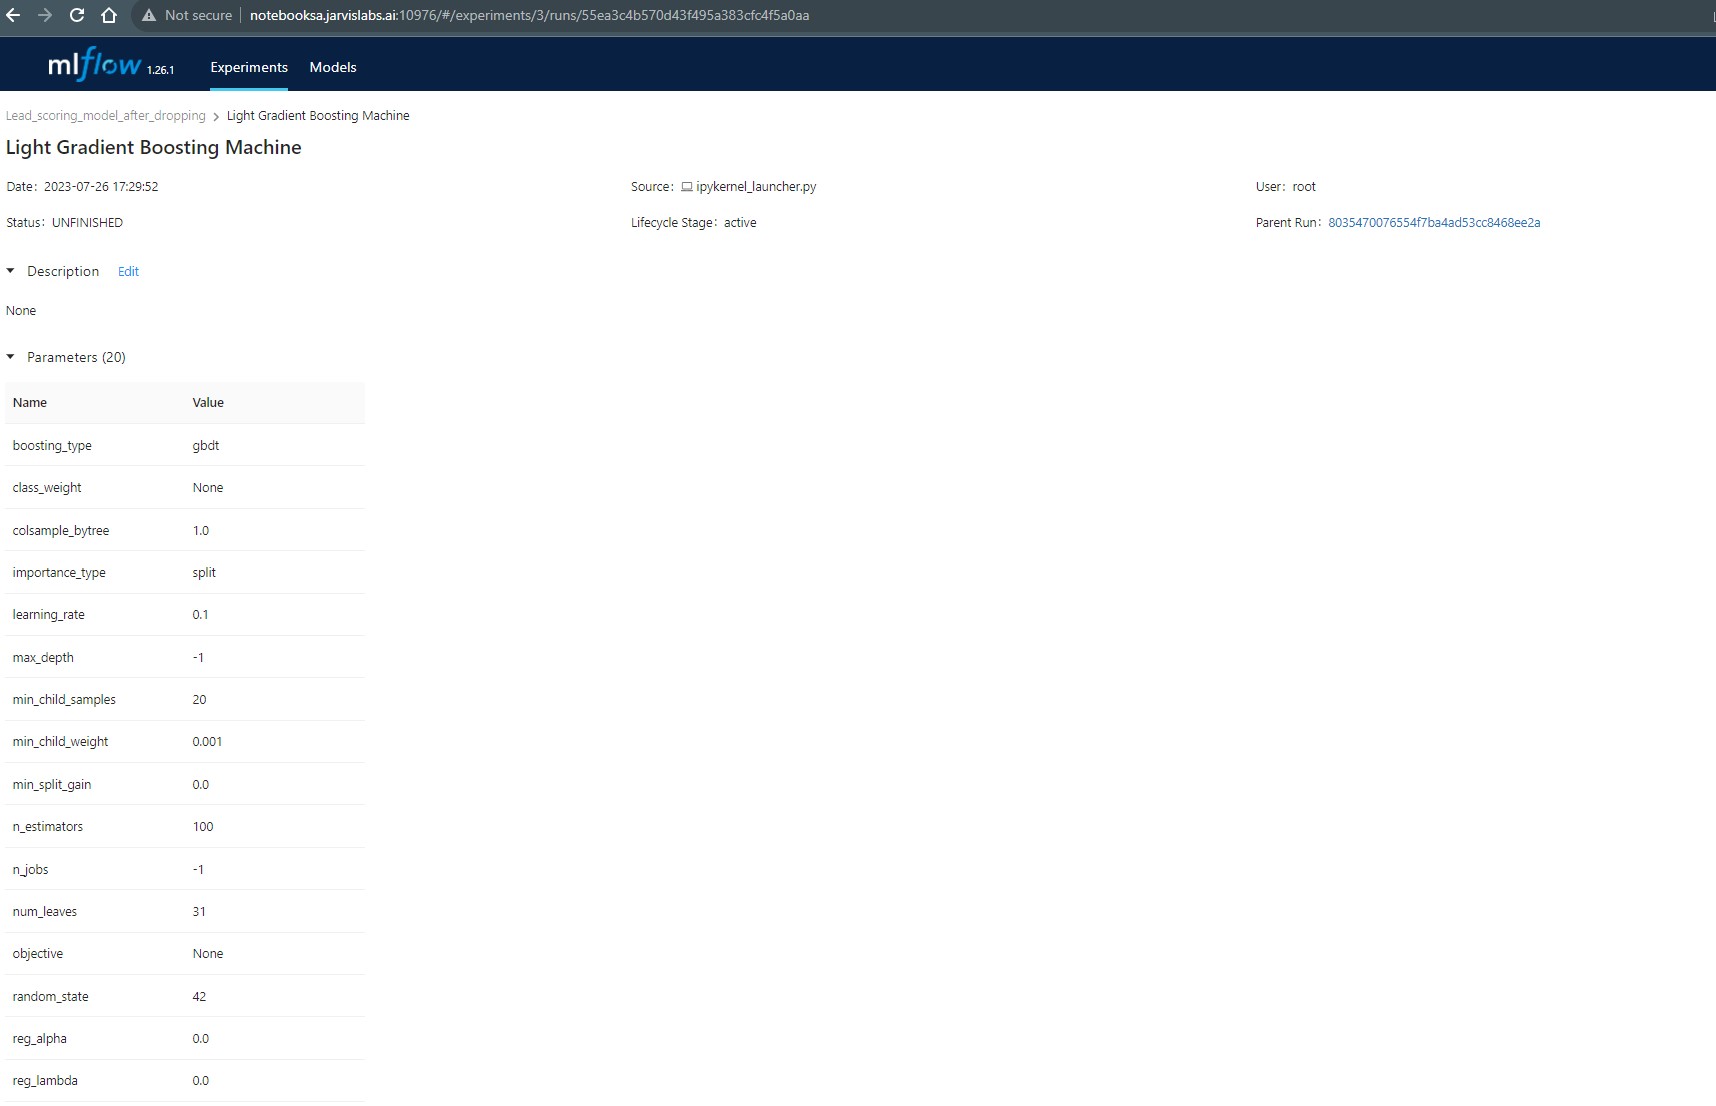 Not secure notebooksa.jarvislabs.ai:10976/#/experiments/3/runs/55ea3c4b570d43f495a383cfc4f5a0aa
mlflow 1.26.1 Experiments Models
Lead_scoring_model_after_dropping > Light Gradient Boosting Machine
Light Gradient Boosting Machine
Date: 2023-07-26 17:29:52 Source: ipykernel_launcher.py User: root
Status: UNFINISHED Lifecycle Stage: active Parent Run: 8035470076554f7ba4ad53cc8468ee2a
Description Edit
None
Parameters (20)
Name Value
boosting_type gbdt
class_weight None
colsample_bytree 1.0
importance_type split
learning_rate 0.1
max_depth -1
min_child_samples 20
min_child_weight 0.001
min_split_gain 0.0
n_estimators 100
n_jobs -1
num_leaves 31
objective None
random_state 42
reg_alpha 0.0
reg_lambda 0.0